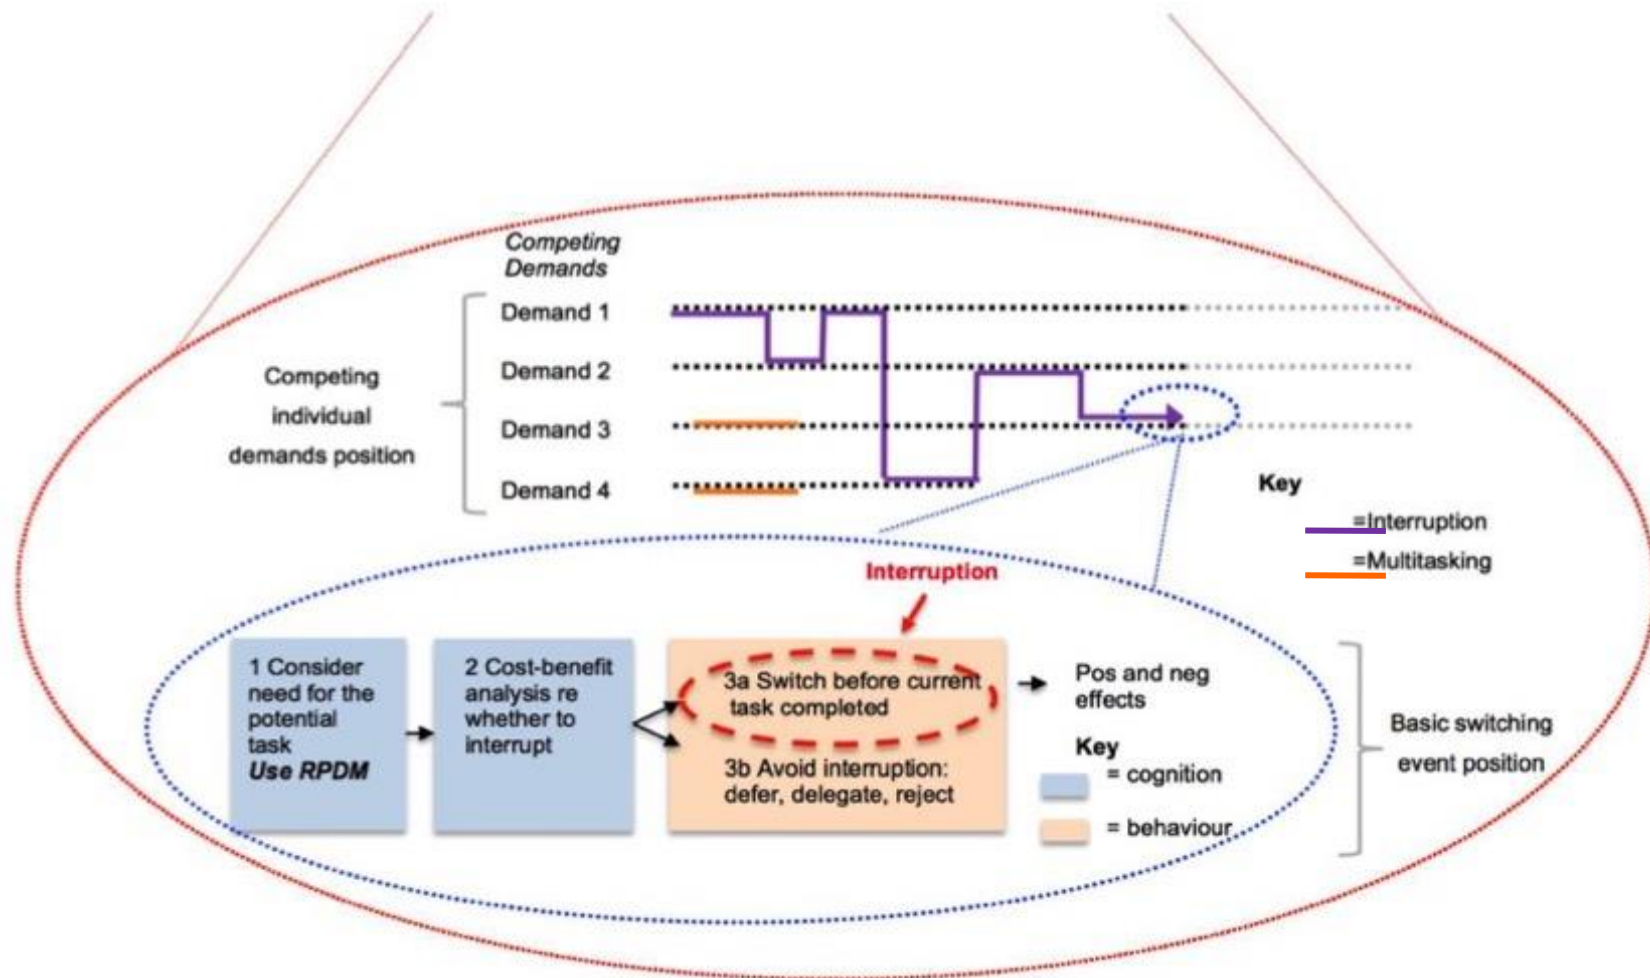 Competing
Demands
Demand 1
Demand 2
Demand 3
Demand 4
Competing
individual
demands position
Key
=Interruption
=Multitasking
Interruption
1 Consider
need for the
potential
task
Use RPDM
2 Cost-benefit
analysis re
whether to
interrupt
3a Switch before current
task completed
3b Avoid interruption:
defer, delegate, reject
Pos and neg
effects
Key
= cognition
= behaviour
Basic switching
event position